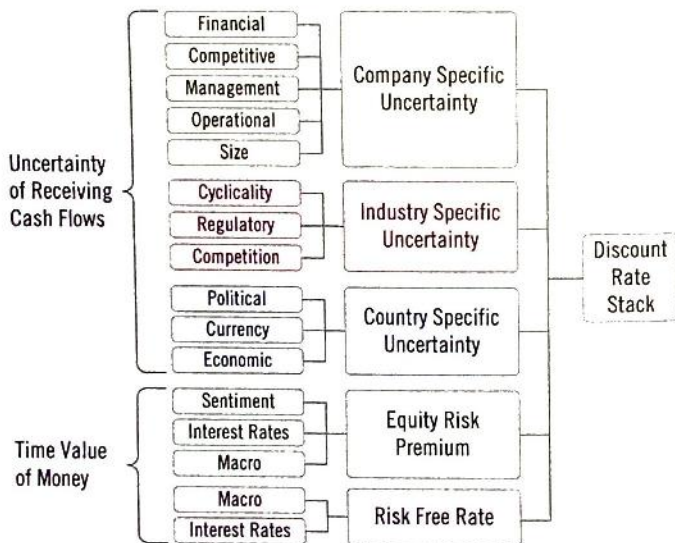 Uncertainty
of Receiving
Cash Flows
Financial
Competitive
Management
Operational
Size
Company Specific
Uncertainty
Cyclicality
Regulatory
Competition
Industry Specific
Uncertainty
Political
Currency
Economic
Country Specific
Uncertainty
Time Value
of Money
Sentiment
Interest Rates
Macro
Equity Risk
Premium
Macro
Interest Rates
Risk Free Rate
Discount
Rate
Stack